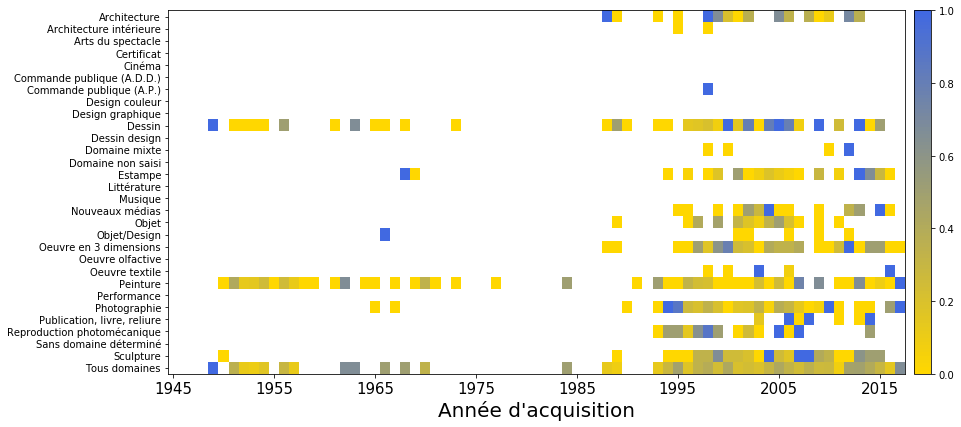 Architecture
Architecture intérieure
Arts du spectacle
Certificat
Cinéma
Commande publique (A.D.D.)
Commande publique (A.P.)
Design couleur
Design graphique
Dessin
Dessin design
Domaine mixte
Domaine non saisi
Estampe
Littérature
Musique
Nouveaux médias
Objet
Objet/Design
Oeuvre en 3 dimensions
Oeuvre olfactive
Oeuvre textile
Peinture
Performance
Photographie
Publication, livre, reliure
Reproduction photomécanique
Sans domaine déterminé
Sculpture
Tous domaines
1945 1955 1965 1975 1985 1995 2005 2015
Année d'acquisition
1.0
0.8
0.6
0.4
0.2
0.0